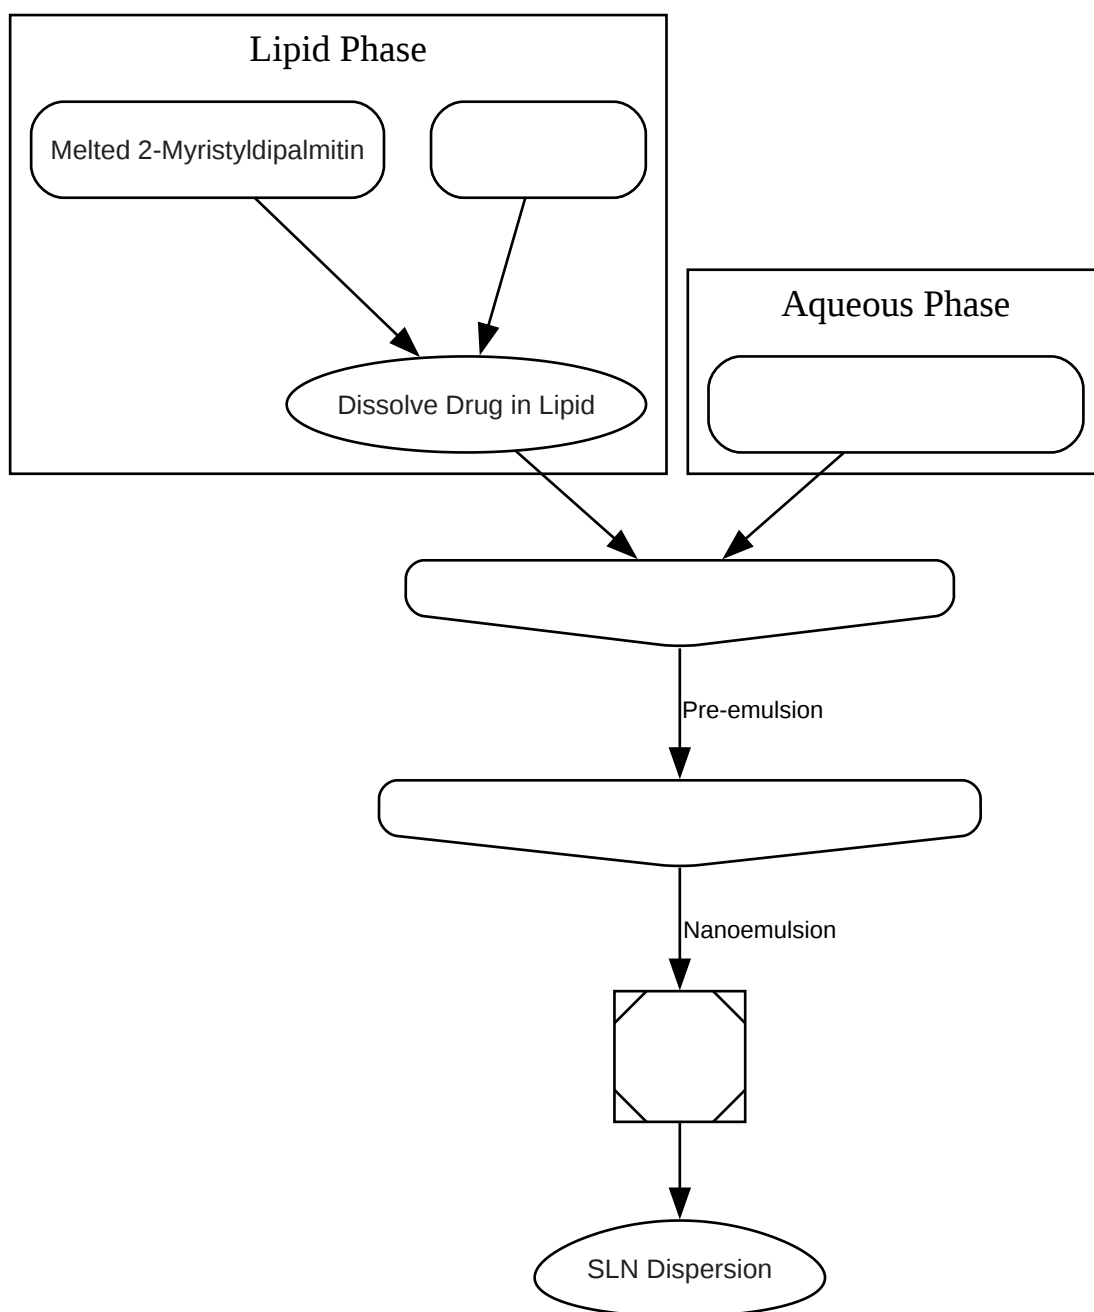 Lipid Phase
Melted 2-Myristyldipalmitin
Dissolve Drug in Lipid
Aqueous Phase
Pre-emulsion
Nanoemulsion
SLN Dispersion